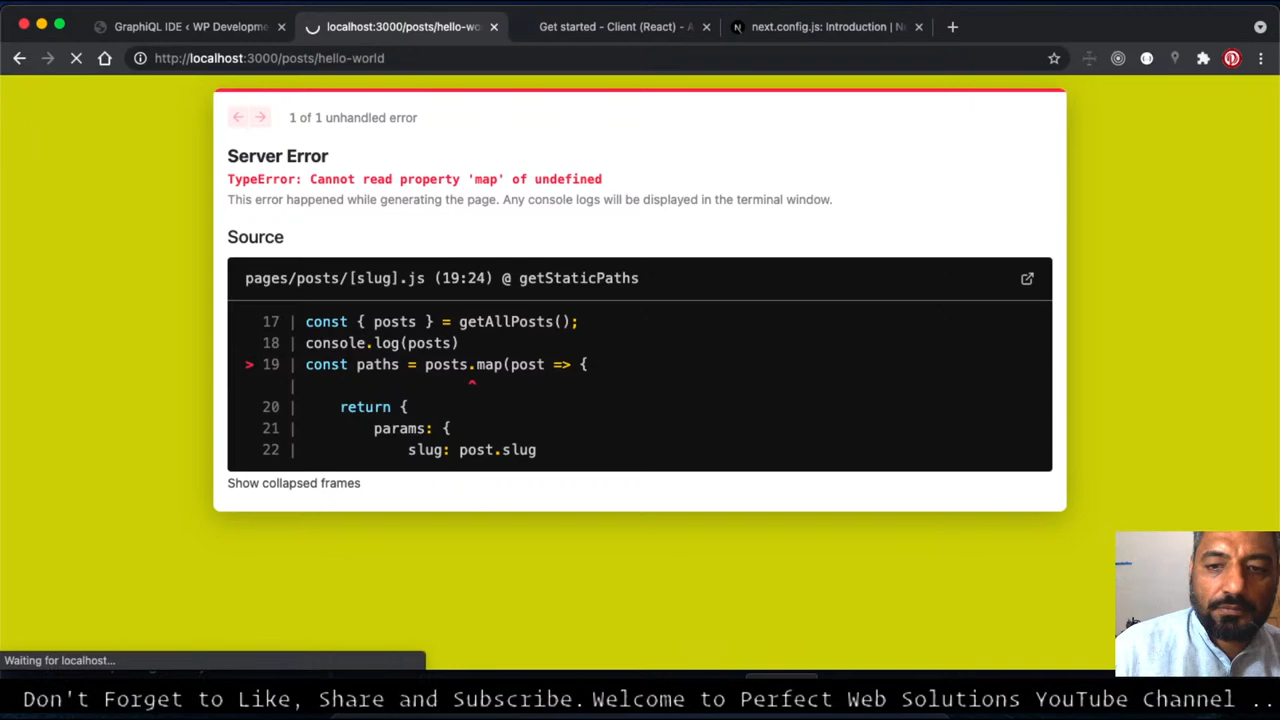 GraphiQL IDE ‹ WP Developme
localhost:3000/posts/hello-wo
Get started - Client (React) - A
next.config.js: Introduction | N
http://localhost:3000/posts/hello-world
1 of 1 unhandled error
Server Error
TypeError: Cannot read property 'map' of undefined
This error happened while generating the page. Any console logs will be displayed in the terminal window.
Source
pages/posts/[slug].js (19:24) @ getStaticPaths
17 | const { posts } = getAllPosts();
18 | console.log(posts)
> 19 | const paths = posts.map(post => {
| ^
20 | return {
21 | params: {
22 | slug: post.slug
Show collapsed frames
Waiting for localhost...
Don't Forget to Like, Share and Subscribe.Welcome to Perfect Web Solutions YouTube Channel ..